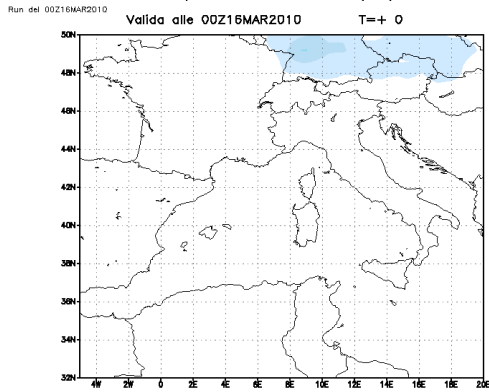 Run del 00Z16MAR2010
Valida alle 00Z16MAR2010 T=+ 0
50N
48N
46N
44N
42N
40N
38N
36N
34N
32N
4W 2W 0 2E 4E 6E 8E 10E 12E 14E 16E 18E 20E